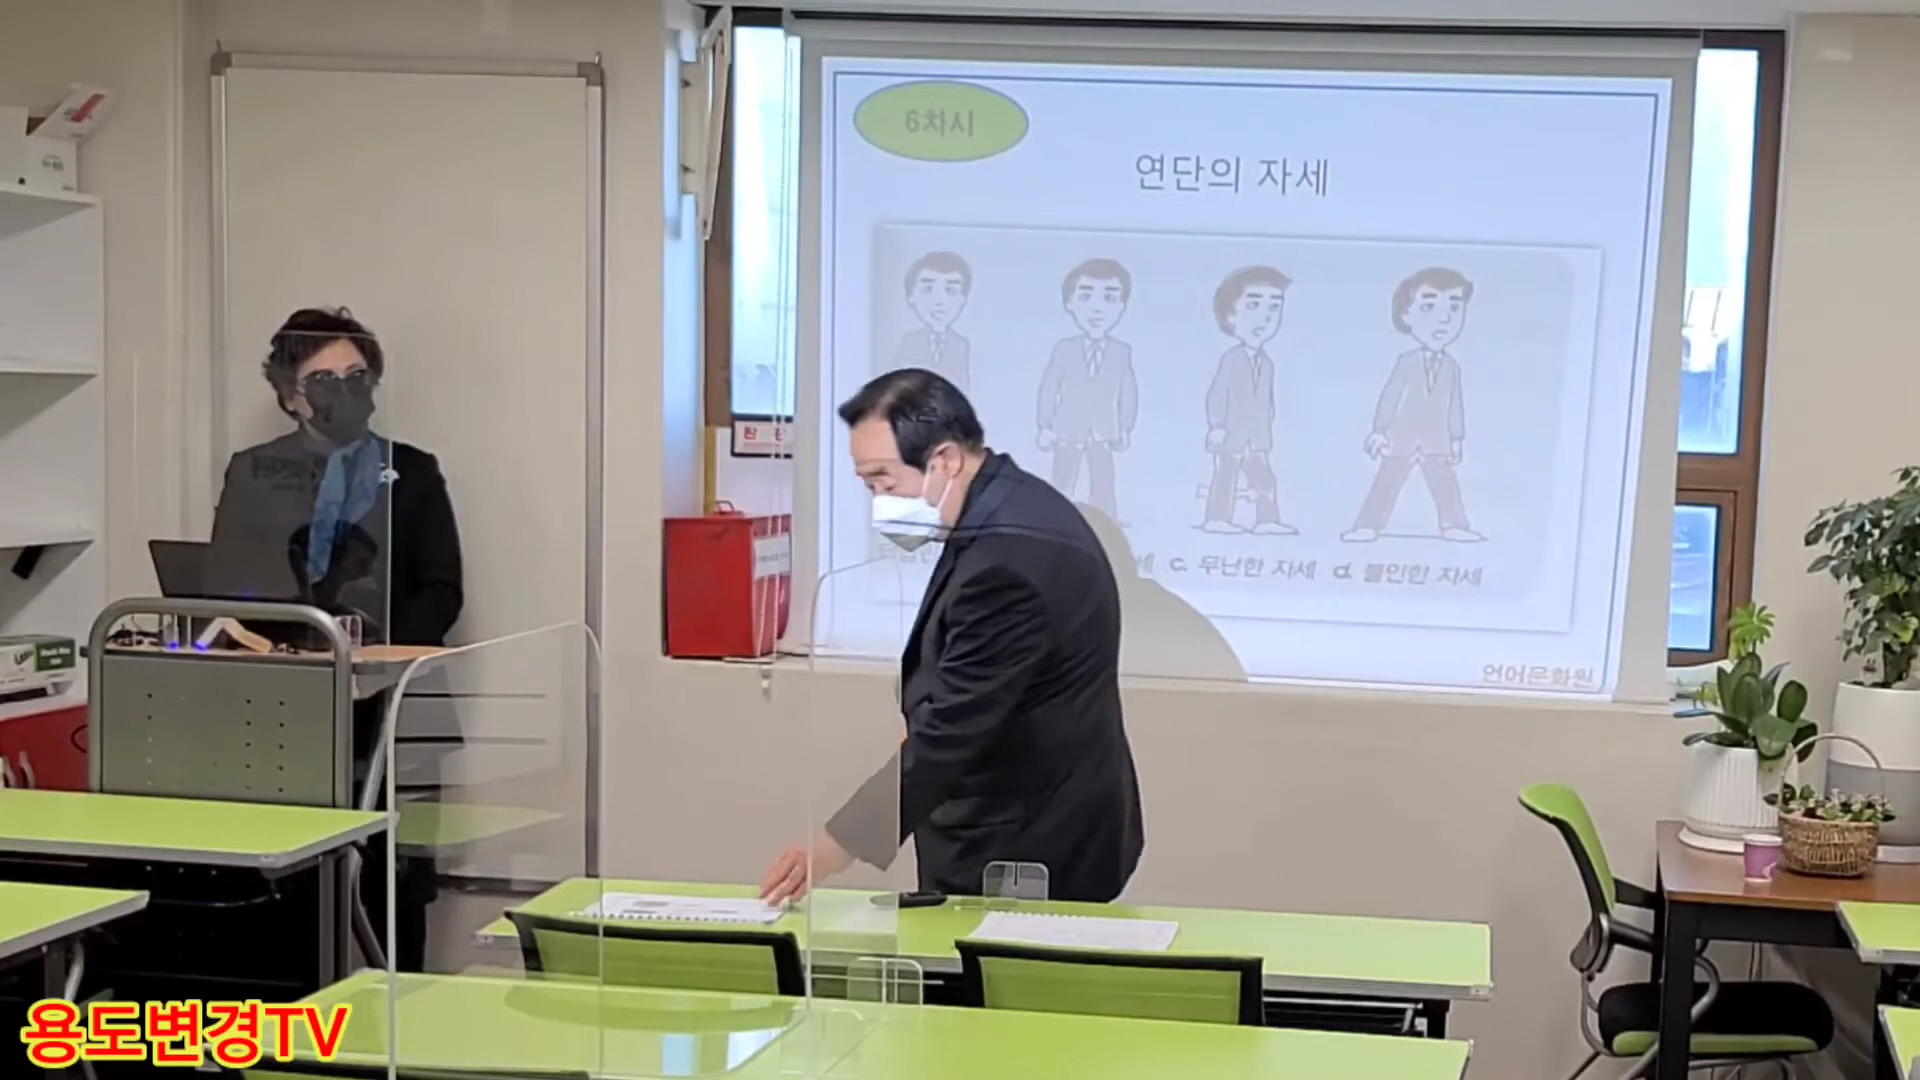 6차시
연단의 자세
세 c. 무난한 자세 d. 불안한 자세
언어문화원
용도변경TV